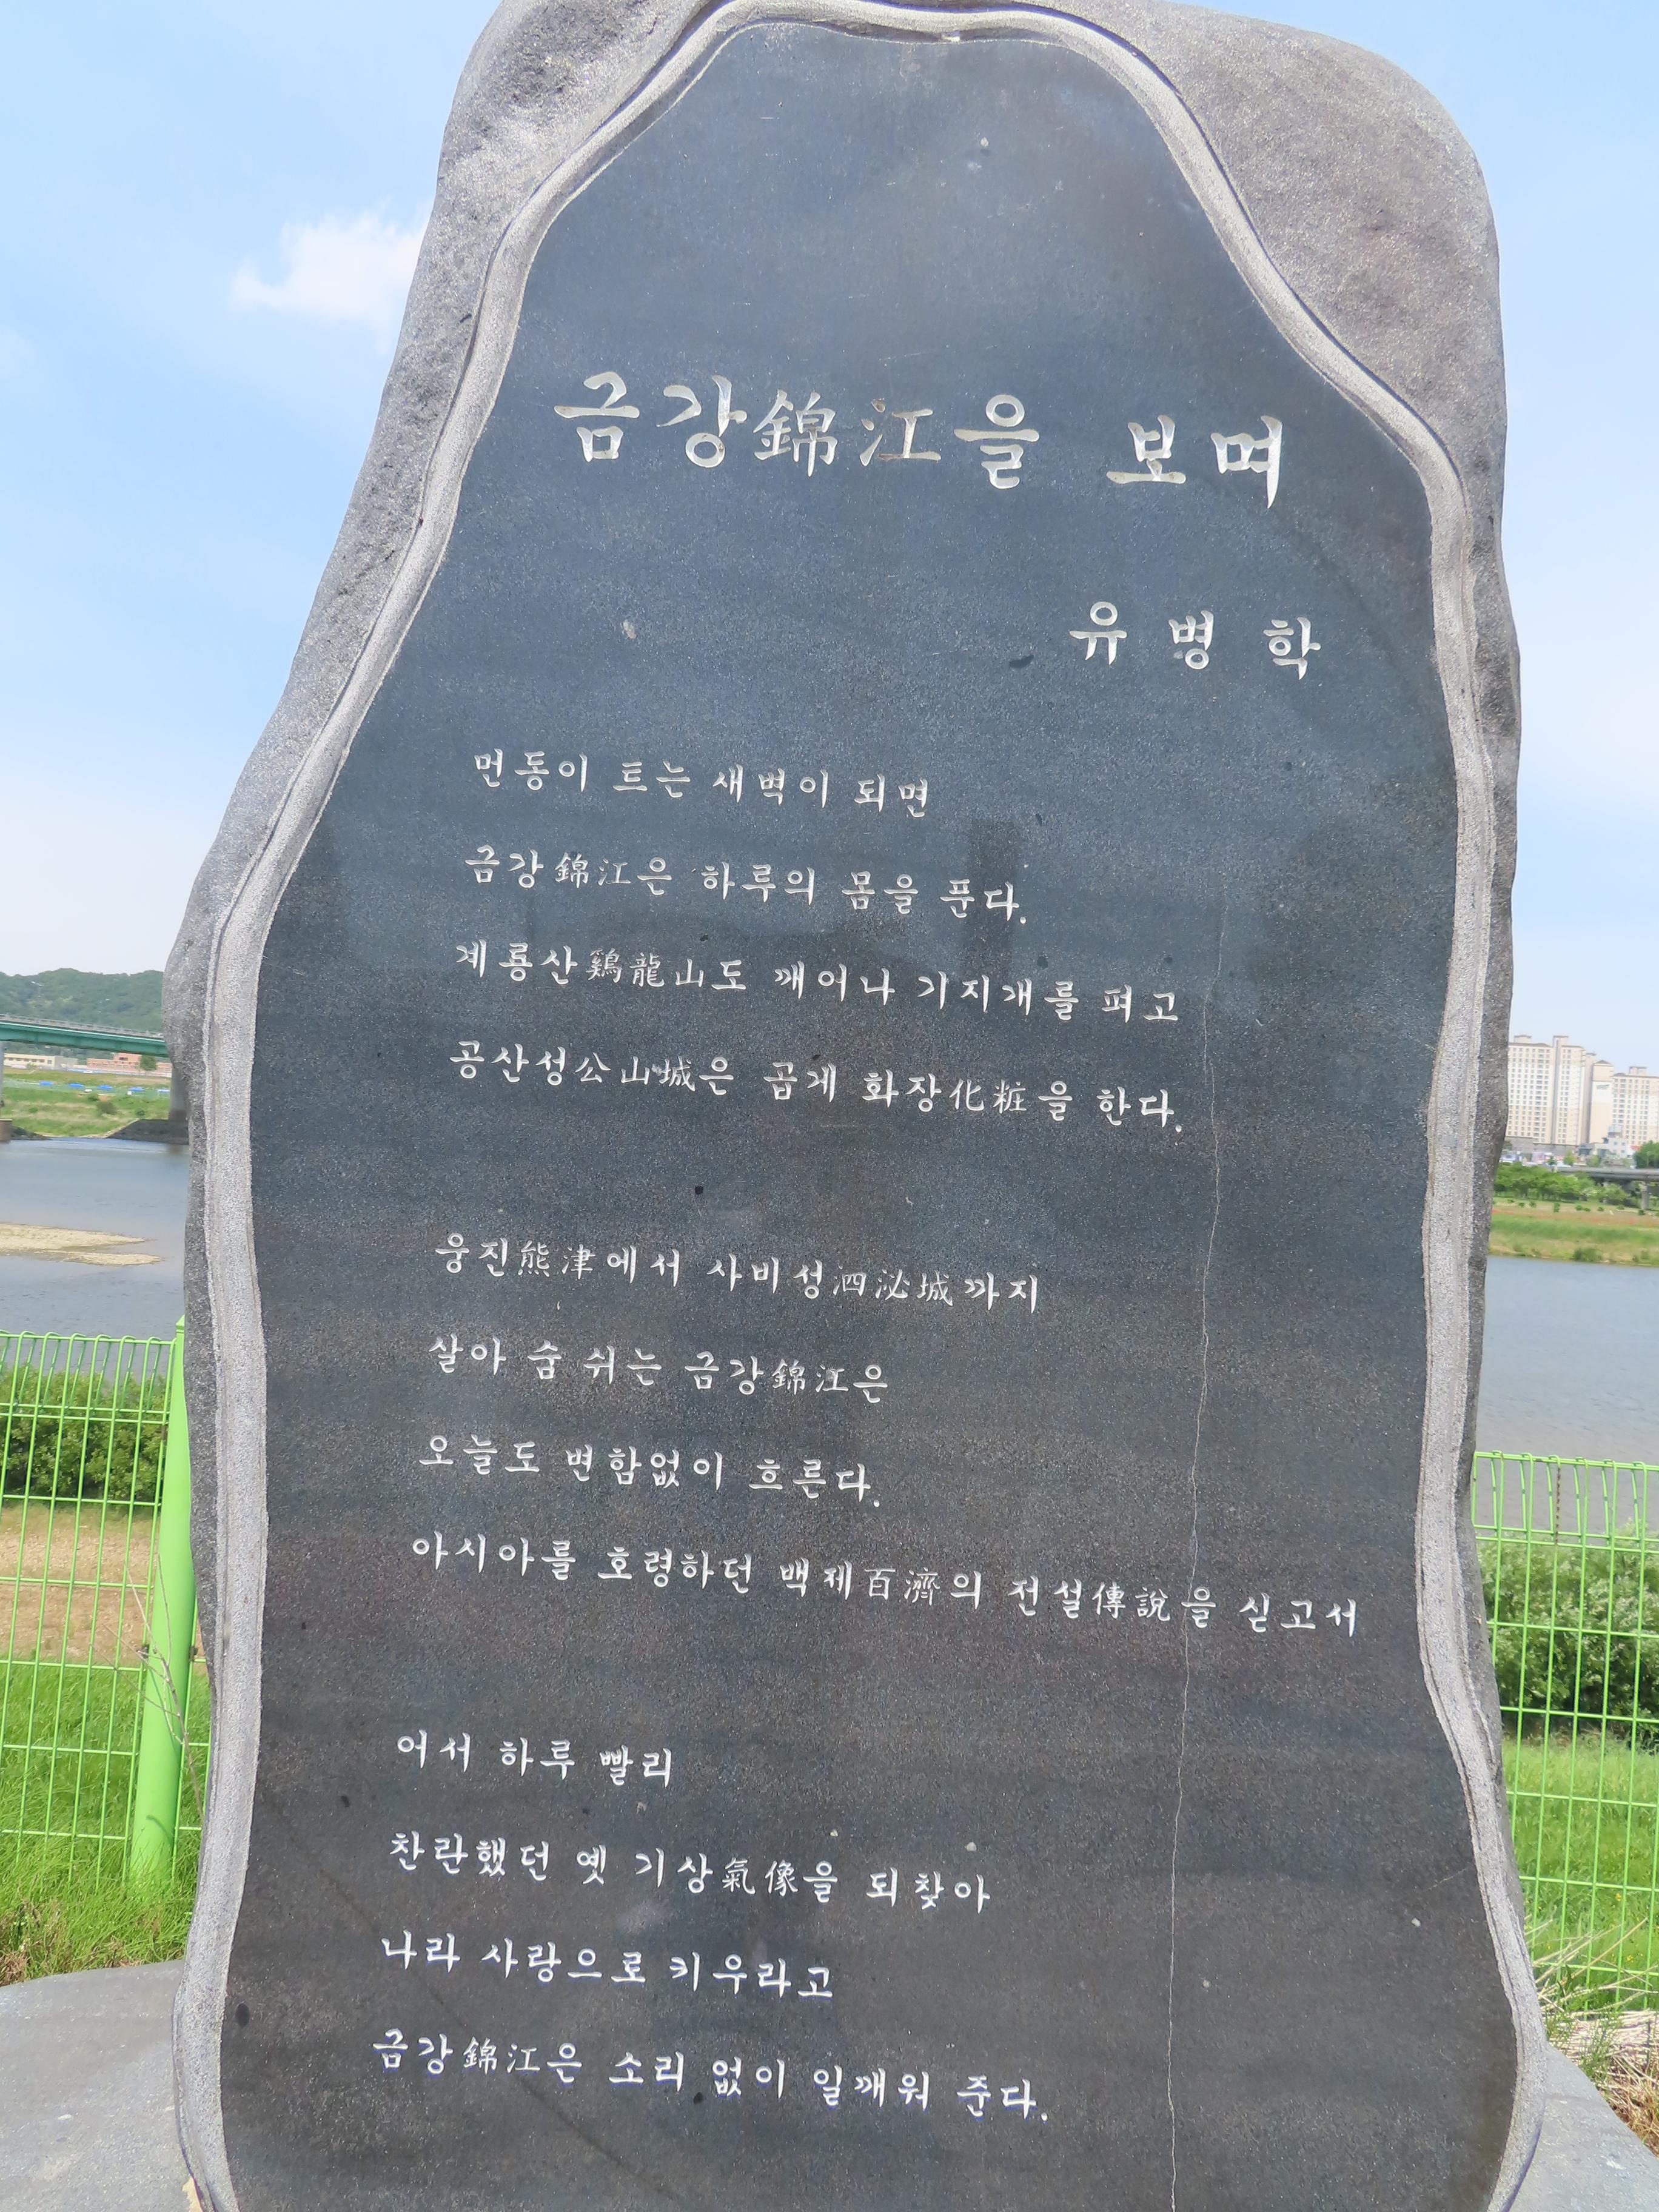 금강錦江을 보며
유병학
먼동이 트는 새벽이 되면
금강錦江은 하루의 몸을 푼다.
계룡산鷄龍山도 깨어나 기지개를 펴고
공산성公山城은 곱게 화장化粧을 한다.
웅진熊津에서 사비성泗泌城까지
살아 숨 쉬는 금강錦江은
오늘도 변함없이 흐른다.
아시아를 호령하던 백제百濟의 전설傳說을 싣고서
어서 하루 빨리
찬란했던 옛 기상氣像을 되찾아
나라 사랑으로 키우라고
금강錦江은 소리 없이 일깨워 준다.